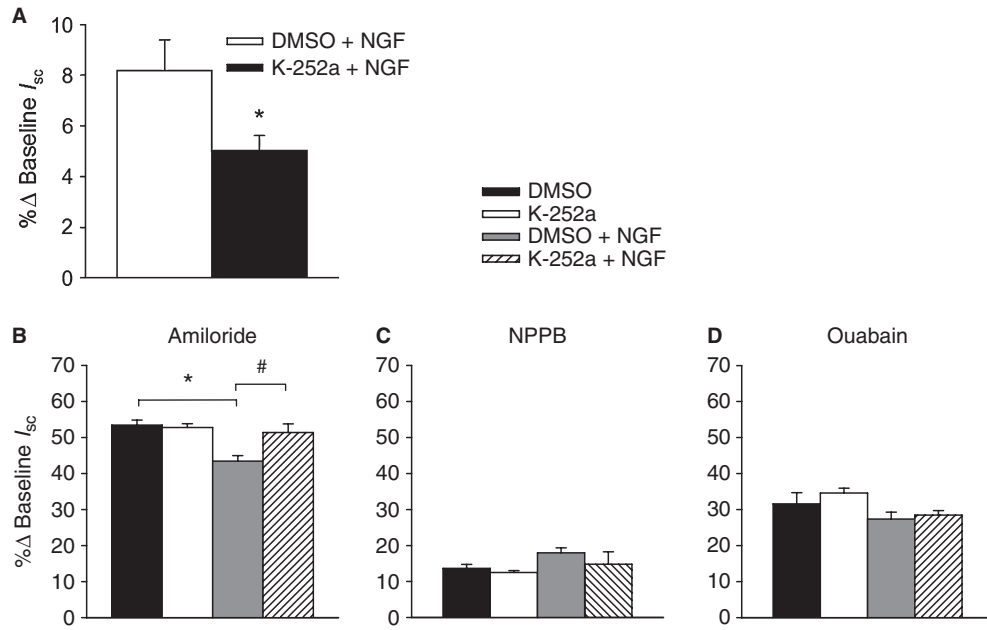 A
%Δ Baseline Isc
10
8
6
4
2
0
DMSO + NGF
K-252a + NGF
*
DMSO
K-252a
DMSO + NGF
K-252a + NGF
B
Amiloride
%Δ Baseline Isc
70
60
50
40
30
20
10
0
*
#
C
NPPB
70
60
50
40
30
20
10
0
D
Ouabain
70
60
50
40
30
20
10
0